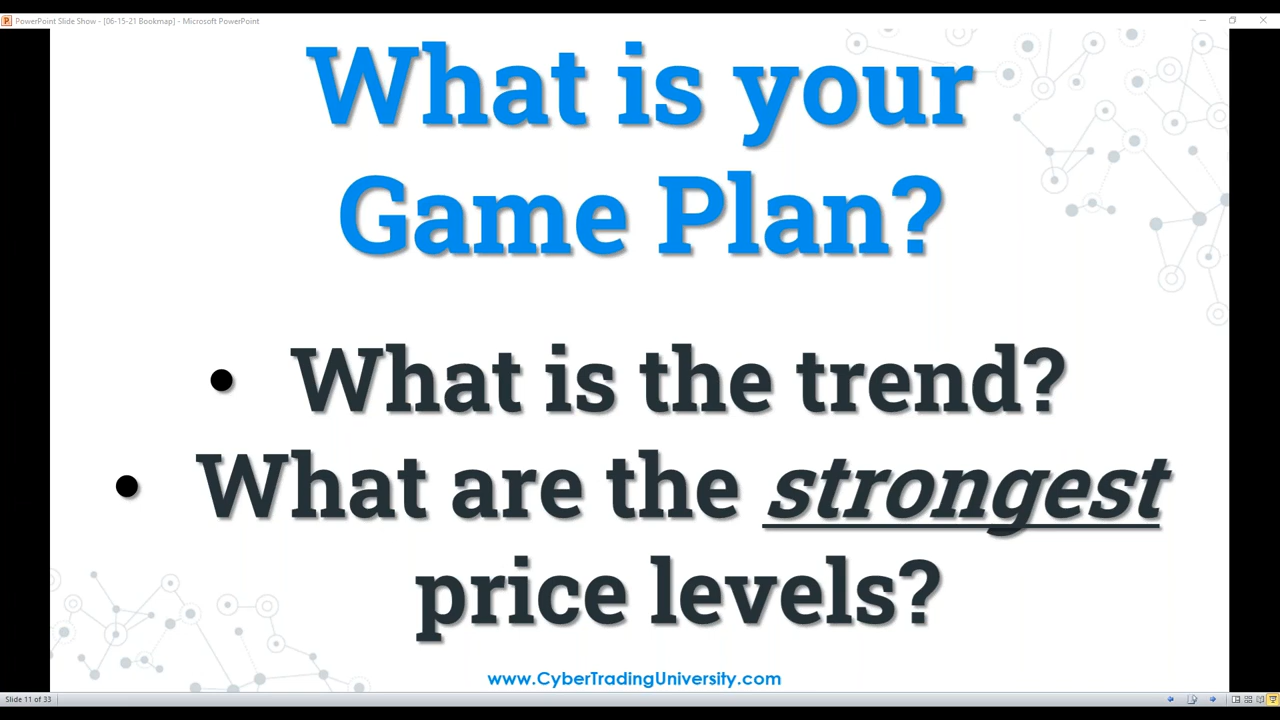 PowerPoint Slide Show - [06-15-21 Bookmap] - Microsoft PowerPoint
What is your
Game Plan?
• What is the trend?
• What are the strongest
price levels?
www.CyberTradingUniversity.com
Slide 11 of 33